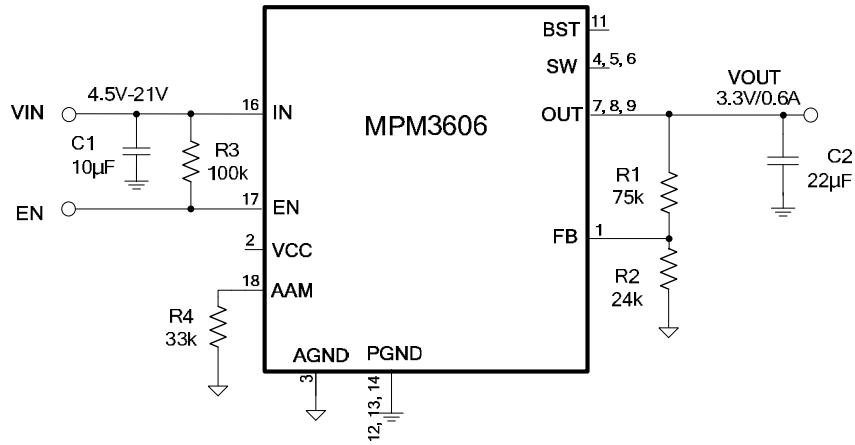 BST
11
SW
4, 5, 6
VOUT
3.3V/0.6A
OUT
7, 8, 9
VIN
4.5V-21V
16
IN
MPM3606
C1
10µF
R3
100k
C2
22µF
R1
75k
EN
17
EN
2
VCC
FB
1
18
AAM
R2
24k
R4
33k
AGND
PGND
3
12, 13, 14